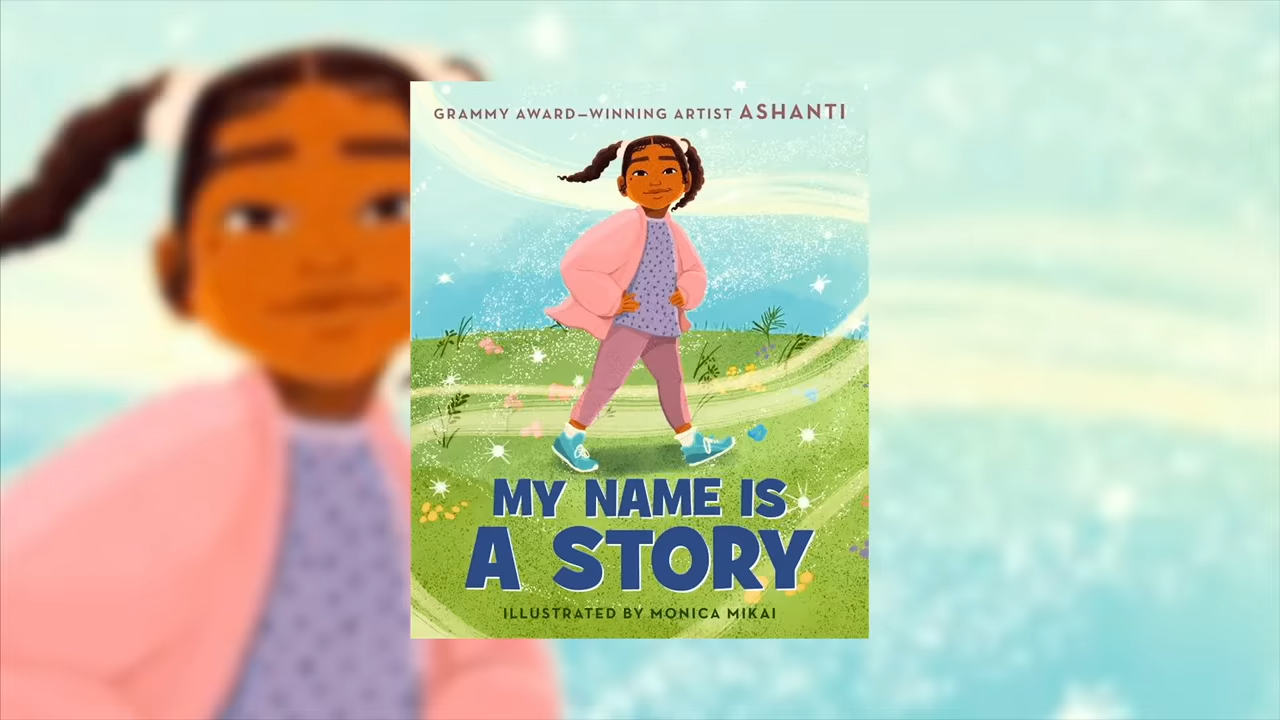 GRAMMY AWARD–WINNING ARTIST ASHANTI
MY NAME IS
A STORY
ILLUSTRATED BY MONICA MIKAI